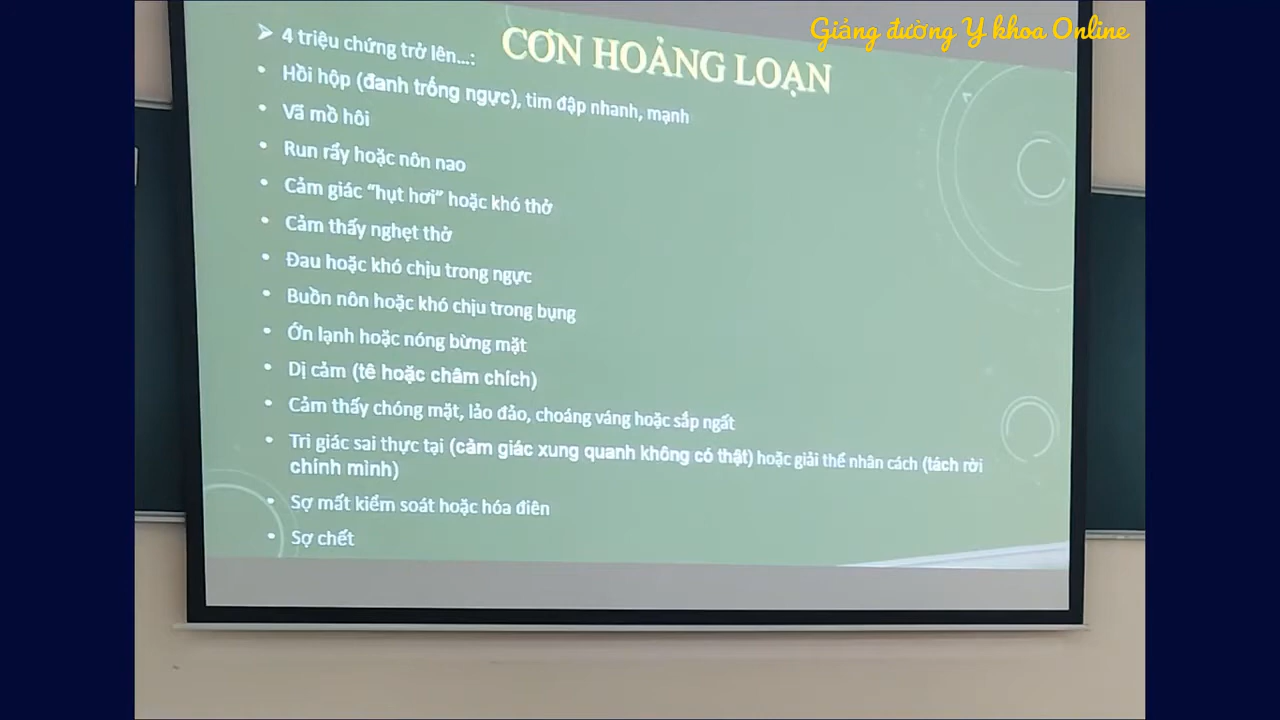 Giảng đường Y khoa Online
CƠN HOẢNG LOẠN
➢ 4 triệu chứng trở lên...:
• Hồi hộp (đanh trống ngực), tim đập nhanh, mạnh
• Vã mồ hôi
• Run rẩy hoặc nôn nao
• Cảm giác “hụt hơi” hoặc khó thở
• Cảm thấy nghẹt thở
• Đau hoặc khó chịu trong ngực
• Buồn nôn hoặc khó chịu trong bụng
• Ớn lạnh hoặc nóng bừng mặt
• Dị cảm (tê hoặc châm chích)
• Cảm thấy chóng mặt, lảo đảo, choáng váng hoặc sắp ngất
• Tri giác sai thực tại (cảm giác xung quanh không có thật) hoặc giải thể nhân cách (tách rời
chính mình)
• Sợ mất kiểm soát hoặc hóa điên
• Sợ chết